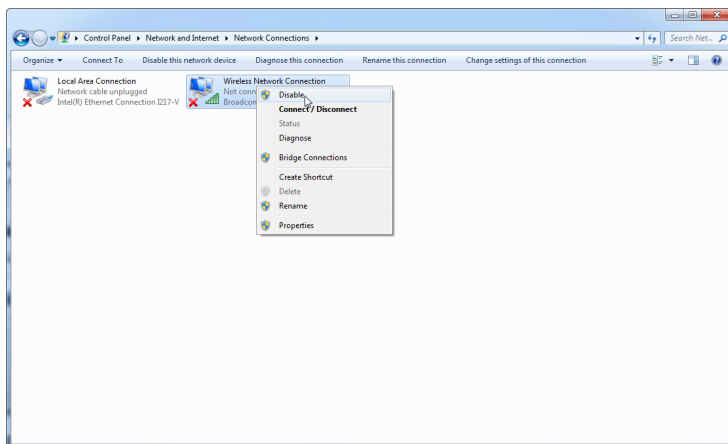 Control Panel Network and Internet Network Connections Search Net...
Organize Connect To Disable this network device Diagnose this connection Rename this connection Change settings of this connection
Local Area Connection
Network cable unplugged
Intel(R) Ethernet Connection I217-V
Wireless Network Connection
Not conn
Broadcon
Disable
Connect / Disconnect
Status
Diagnose
Bridge Connections
Create Shortcut
Delete
Rename
Properties